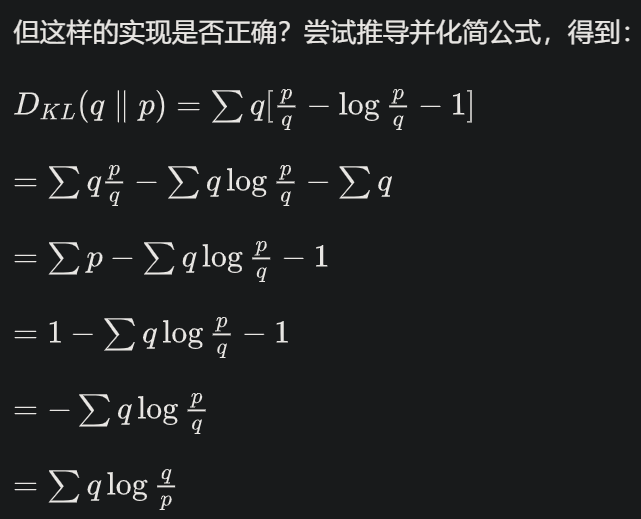 但这样的实现是否正确？尝试推导并化简公式，得到：
$D_{KL}(q \parallel p) = \sum q[\frac{p}{q} - \log \frac{p}{q} - 1]$
$= \sum q\frac{p}{q} - \sum q \log \frac{p}{q} - \sum q$
$= \sum p - \sum q \log \frac{p}{q} - 1$
$= 1 - \sum q \log \frac{p}{q} - 1$
$= -\sum q \log \frac{p}{q}$
$= \sum q \log \frac{q}{p}$